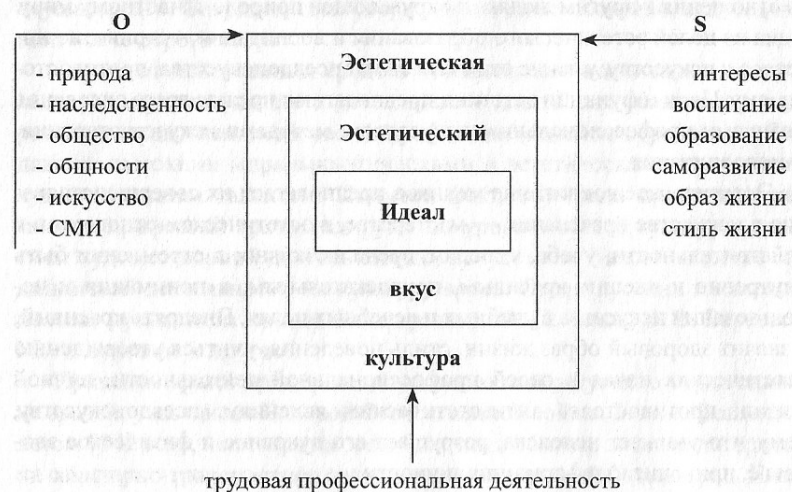 O
S
Эстетическая
- природа
- наследственность
- общество
- общности
- искусство
- СМИ
Эстетический
Идеал
вкус
культура
интересы
воспитание
образование
саморазвитие
образ жизни
стиль жизни
трудовая профессиональная деятельность